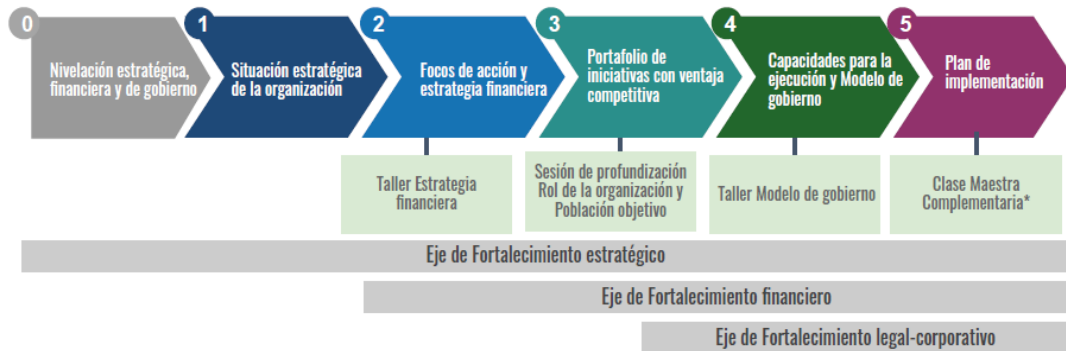 0
Nivelación estratégica,
financiera y de gobierno
1
Situación estratégica
de la organización
2
Focos de acción y
estrategia financiera
3
Portafolio de
iniciativas con ventaja
competitiva
4
Capacidades para la
ejecución y Modelo de
gobierno
5
Plan de
implementación
Taller Estrategia
financiera
Sesión de profundización
Rol de la organización y
Población objetivo
Taller Modelo de gobierno
Clase Maestra
Complementaria*
Eje de Fortalecimiento estratégico
Eje de Fortalecimiento financiero
Eje de Fortalecimiento legal-corporativo